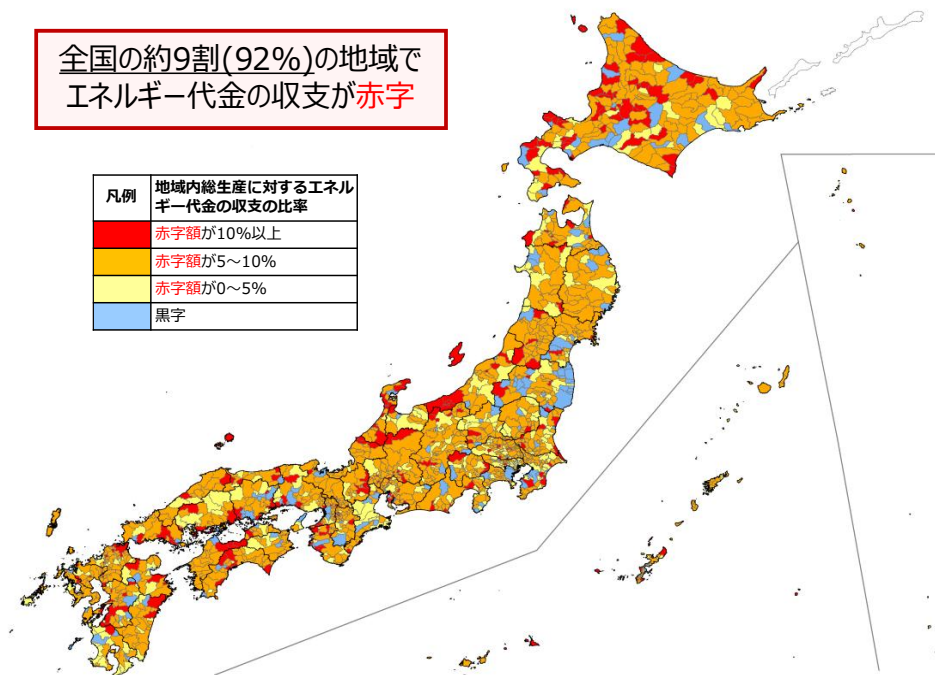 全国の約9割(92%)の地域で
エネルギー代金の収支が赤字
凡例
地域内総生産に対するエネル
ギー代金の収支の比率
赤字額が10%以上
赤字額が5～10%
赤字額が0～5%
黒字